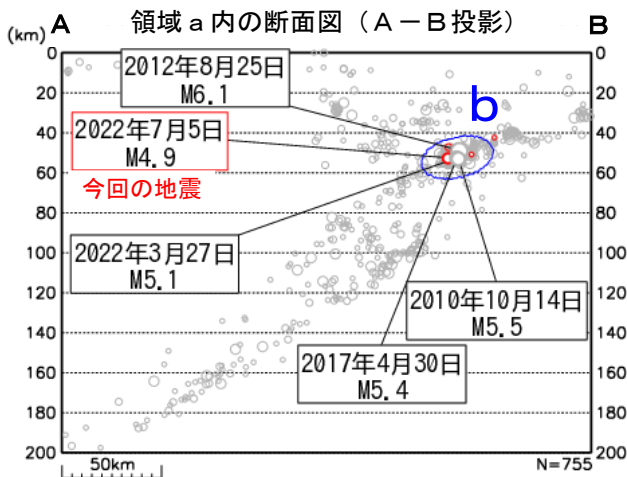 領域a内の断面図（A－B投影）
(km) A B
0 0
20 20
40 40
60 60
80 80
100 100
120 120
140 140
160 160
180 180
200 200
2012年8月25日
M6.1
b
2022年7月5日
M4.9
今回の地震
2022年3月27日
M5.1
2010年10月14日
M5.5
2017年4月30日
M5.4
50km
N=755